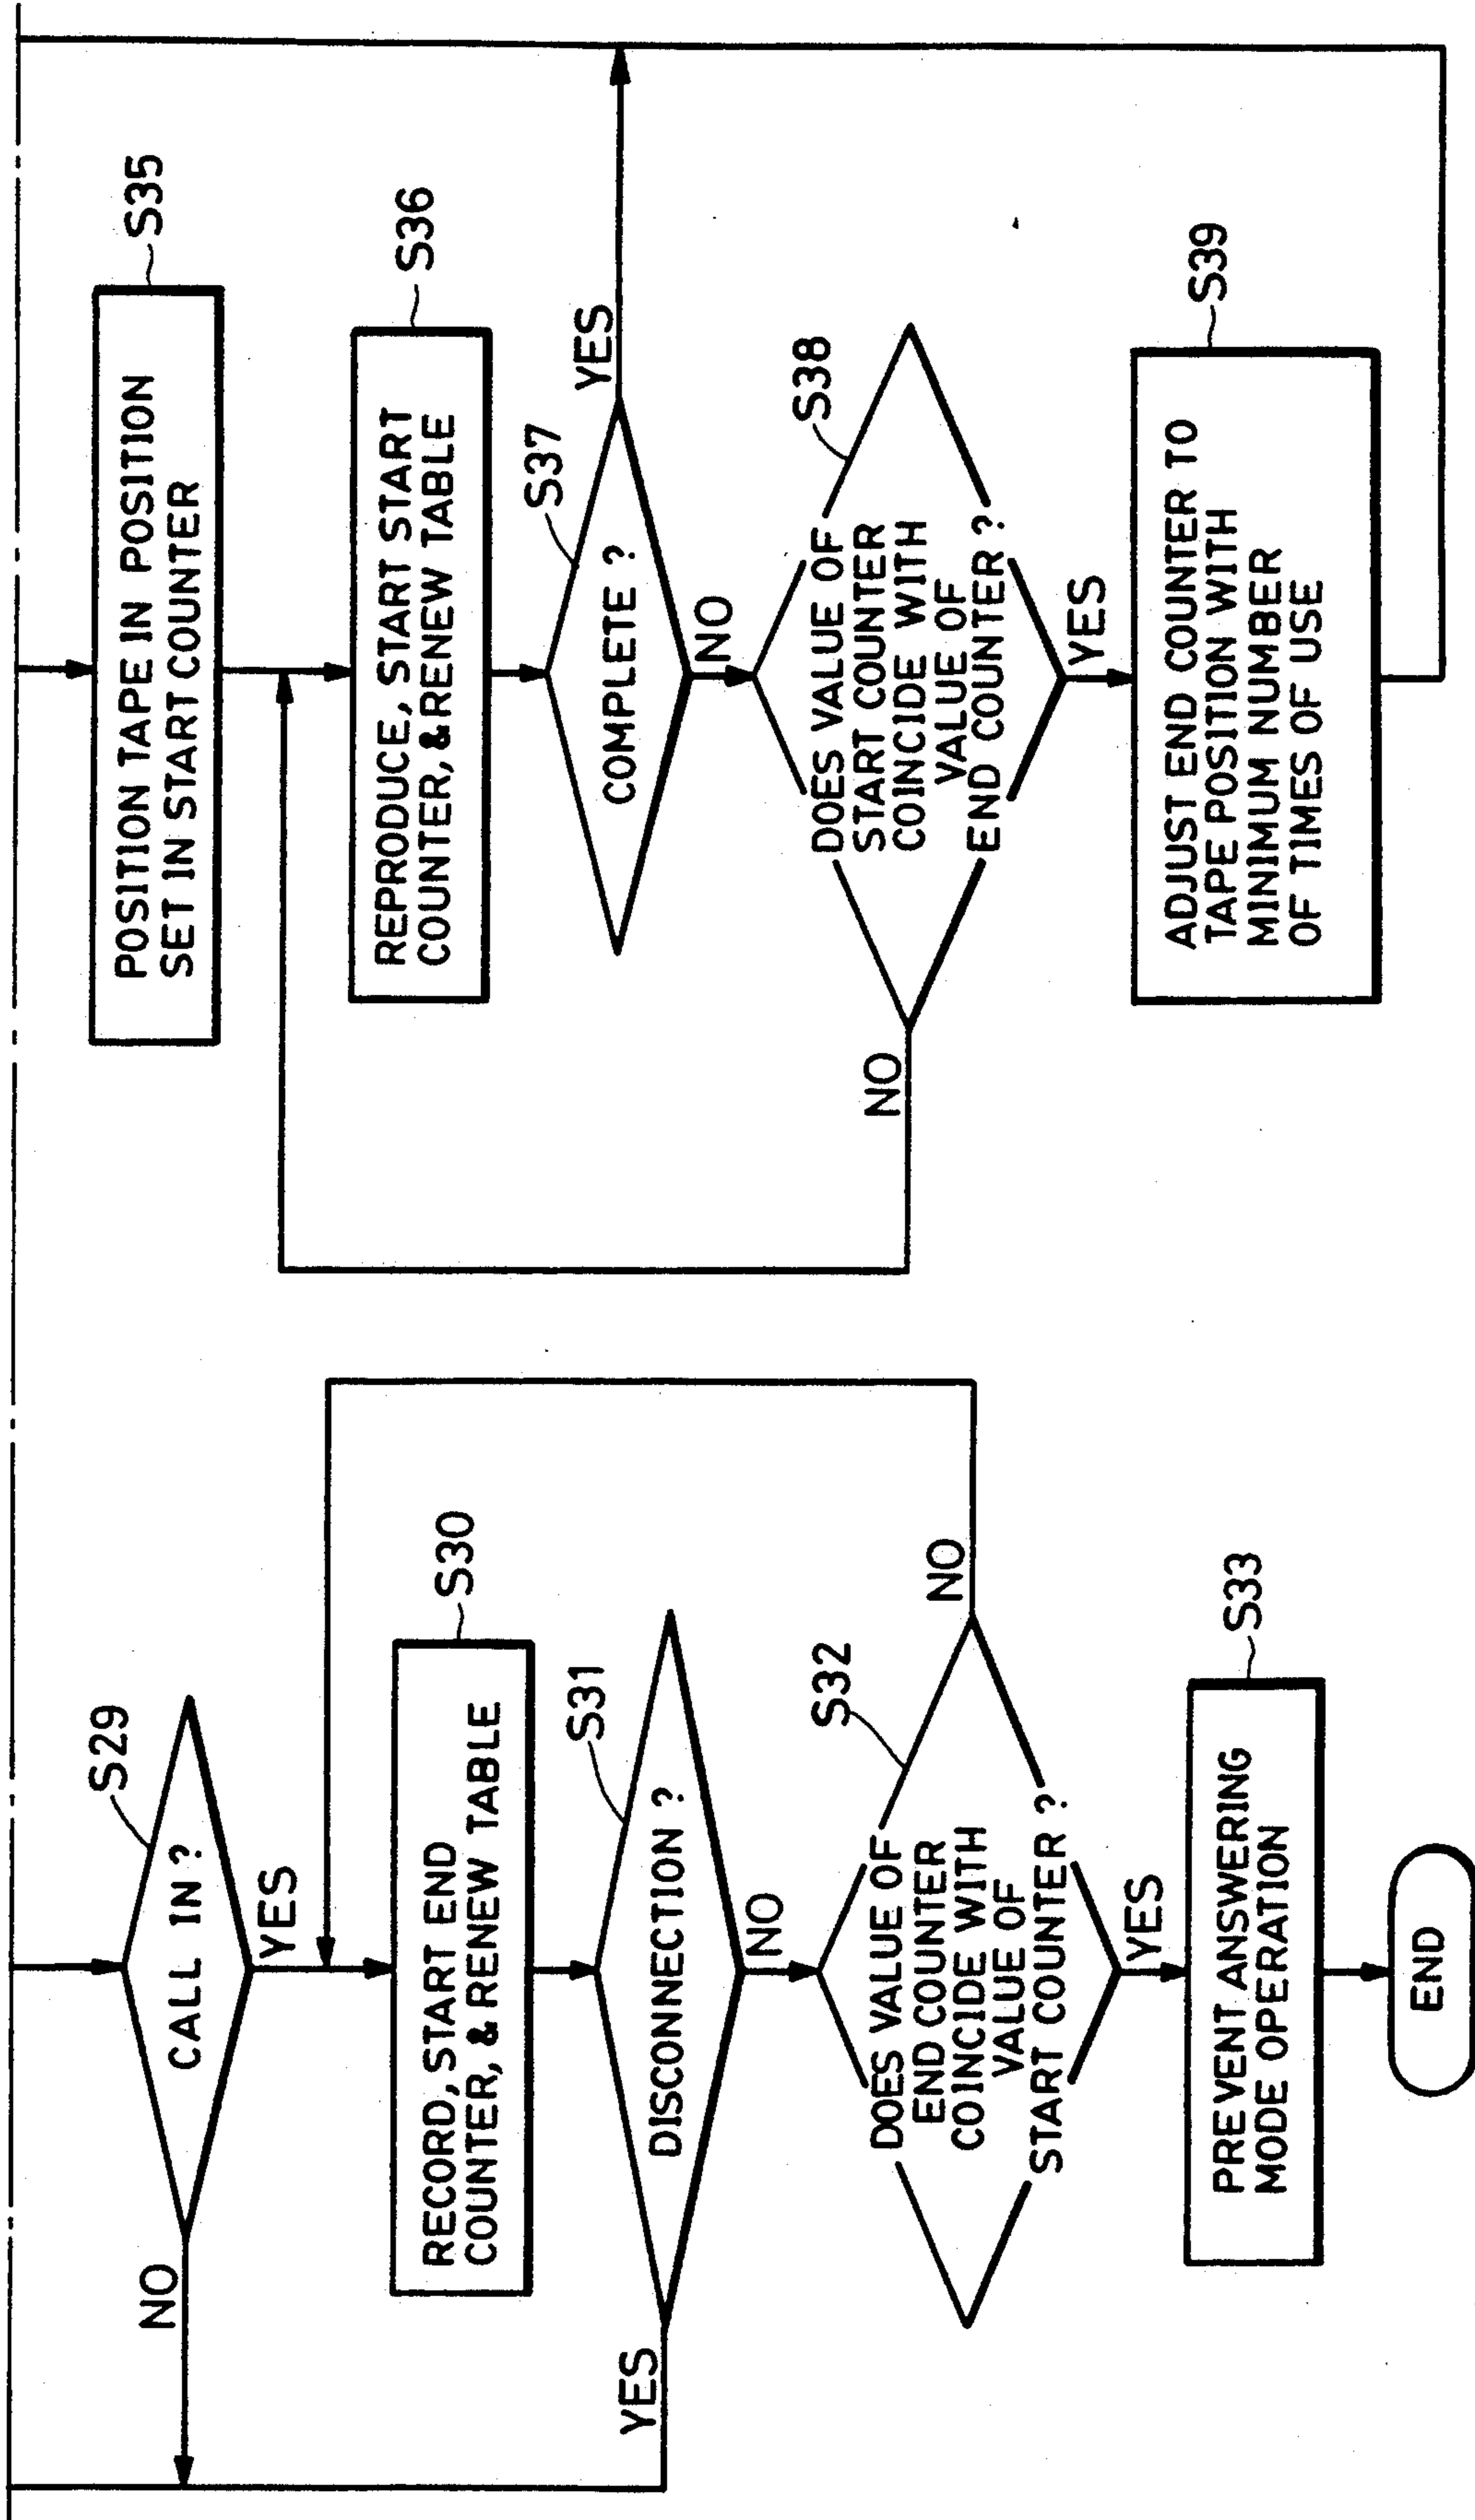 S29
CALL IN ?
NO
YES
S30
RECORD, START END
COUNTER, & RENEW TABLE
S31
DISCONNECTION ?
YES
NO
S32
DOES VALUE OF
END COUNTER
COINCIDE WITH
VALUE OF
START COUNTER ?
NO
YES
S33
PREVENT ANSWERING
MODE OPERATION
END
S35
POSITION TAPE IN POSITION
SET IN START COUNTER
S36
REPRODUCE, START START
COUNTER, & RENEW TABLE
S37
COMPLETE ?
YES
NO
S38
DOES VALUE OF
START COUNTER
COINCIDE WITH
VALUE OF
END COUNTER ?
NO
YES
S39
ADJUST END COUNTER TO
TAPE POSITION WITH
MINIMUM NUMBER
OF TIMES OF USE